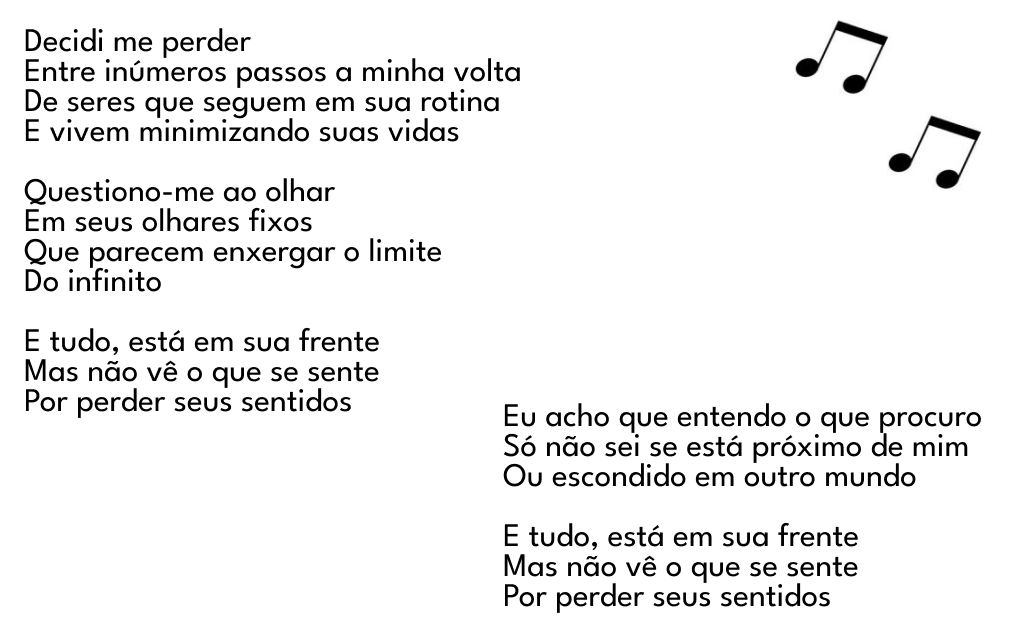 Decidi me perder
Entre inúmeros passos a minha volta
De seres que seguem em sua rotina
E vivem minimizando suas vidas
Questiono-me ao olhar
Em seus olhares fixos
Que parecem enxergar o limite
Do infinito
E tudo, está em sua frente
Mas não vê o que se sente
Por perder seus sentidos
Eu acho que entendo o que procuro
Só não sei se está próximo de mim
Ou escondido em outro mundo
E tudo, está em sua frente
Mas não vê o que se sente
Por perder seus sentidos